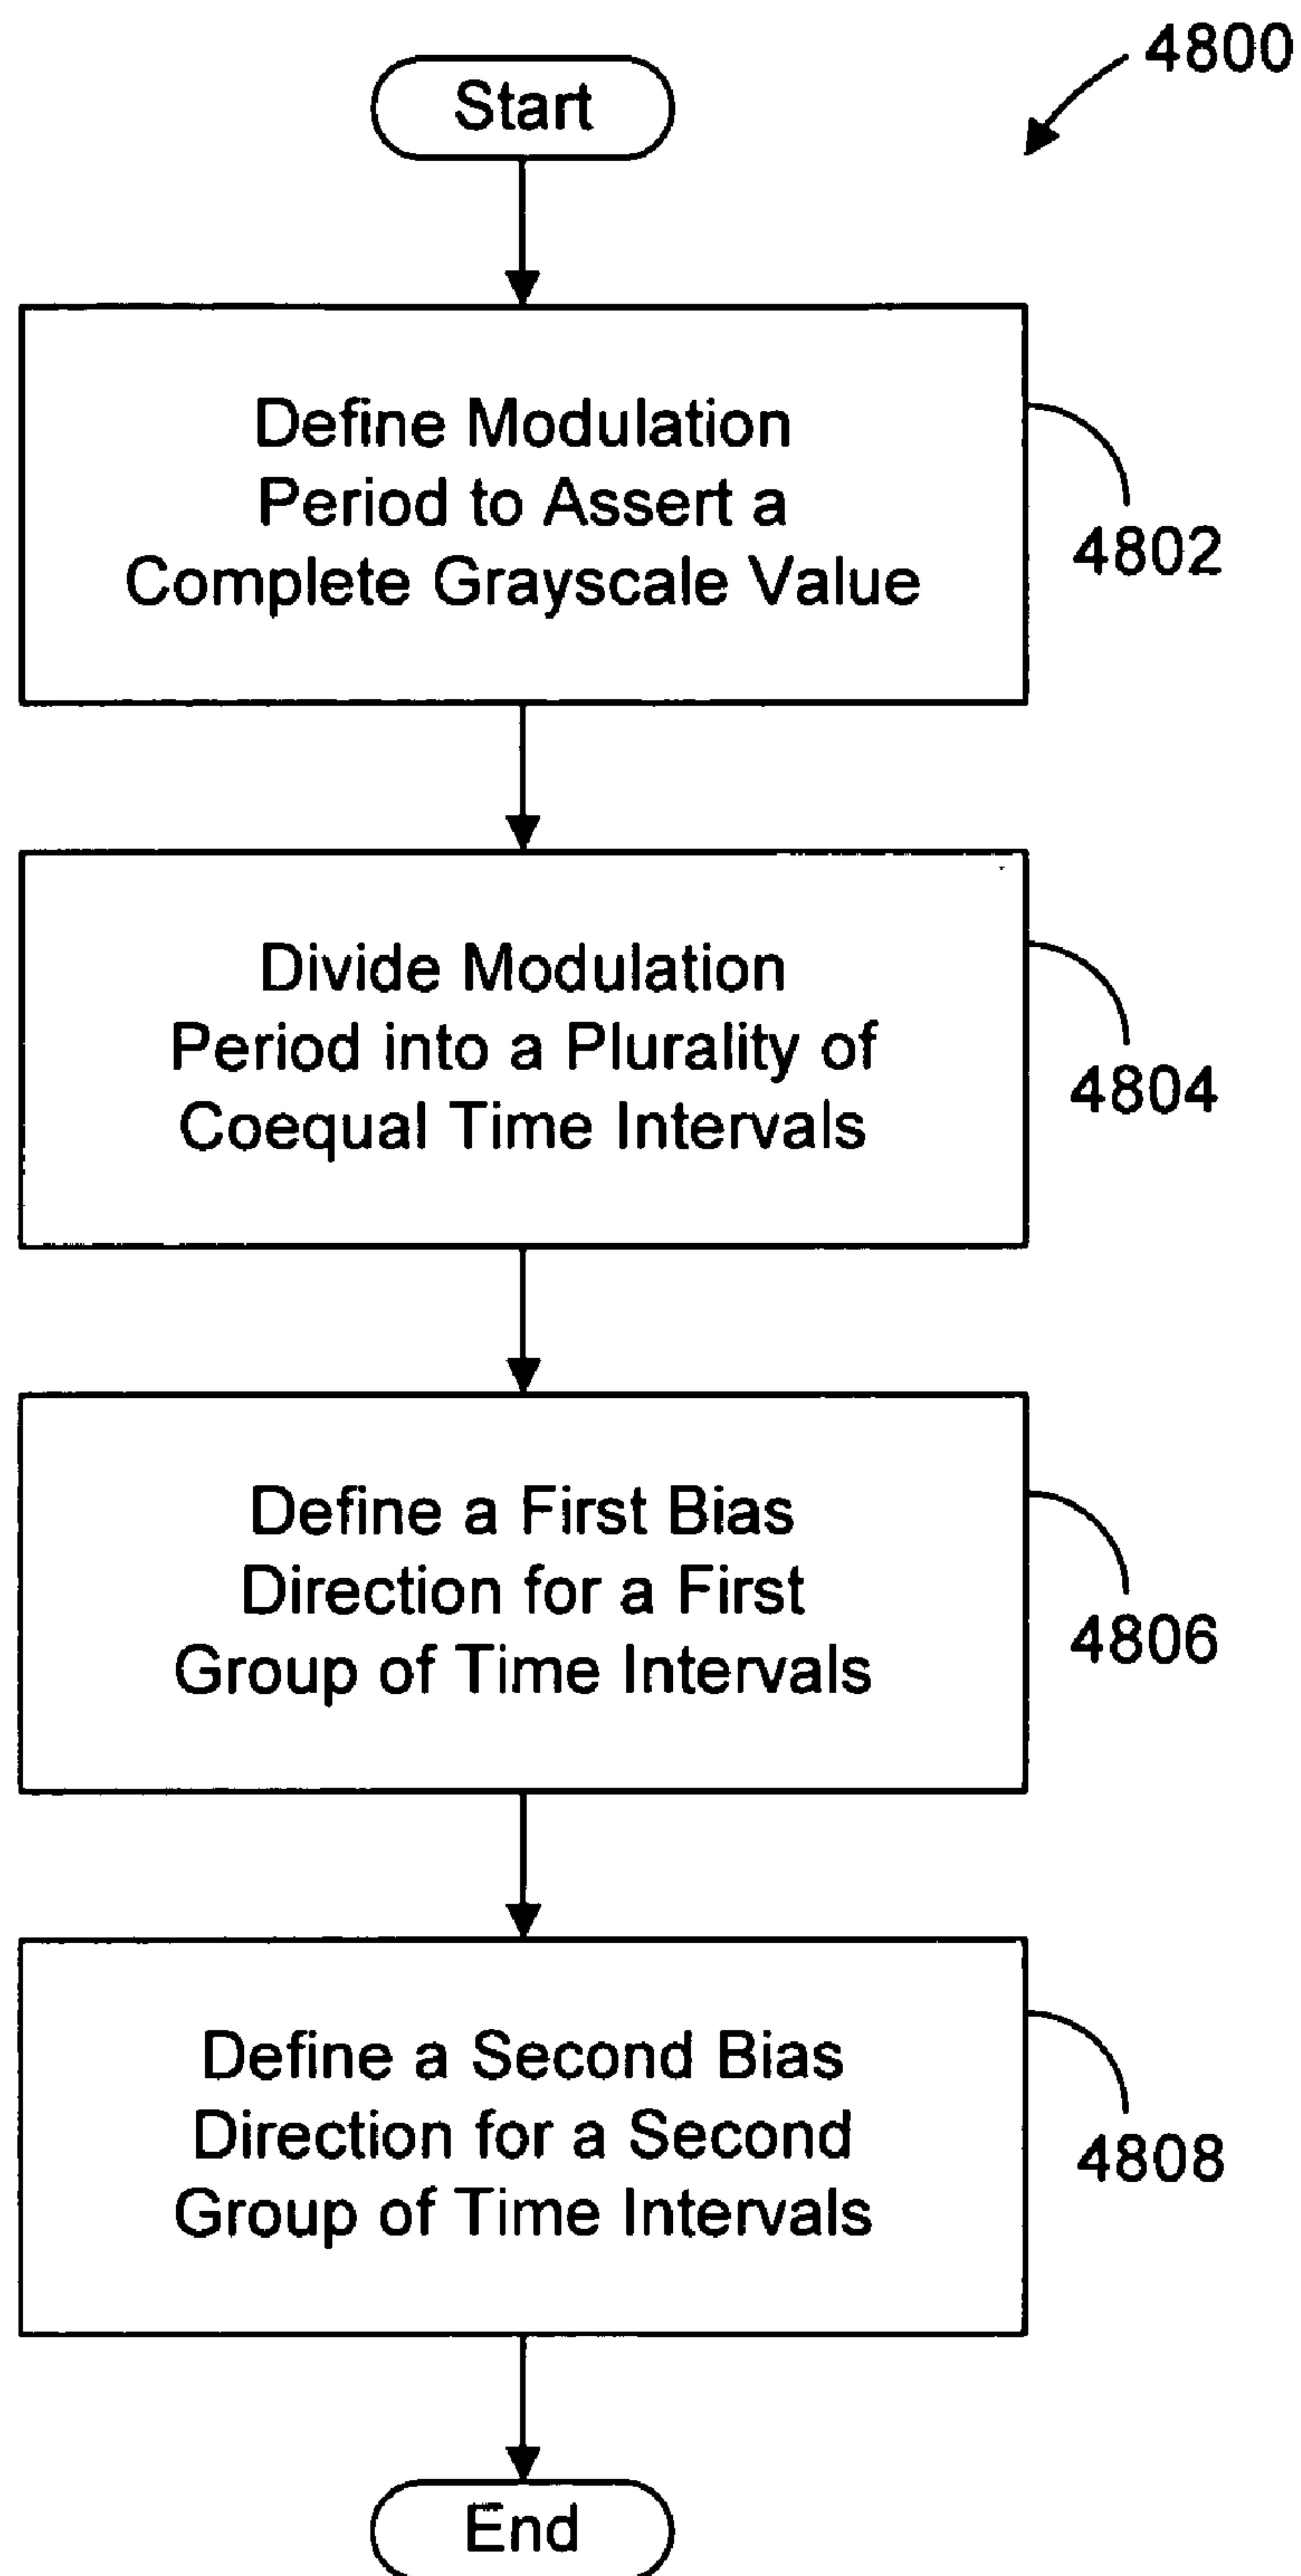 4800
Start
Define Modulation
Period to Assert a
Complete Grayscale Value
4802
Divide Modulation
Period into a Plurality of
Coequal Time Intervals
4804
Define a First Bias
Direction for a First
Group of Time Intervals
4806
Define a Second Bias
Direction for a Second
Group of Time Intervals
4808
End